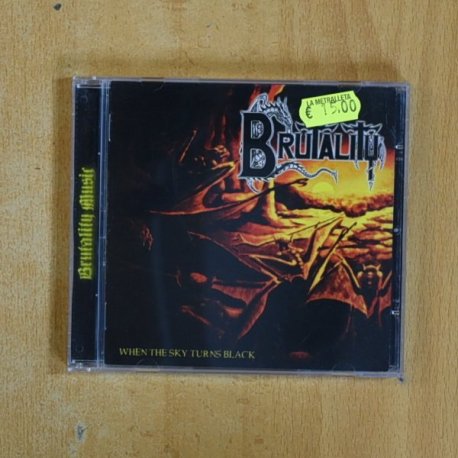 LA METRALLETA
€ 15.00
BRUTALITY
Brutality Music
WHEN THE SKY TURNS BLACK